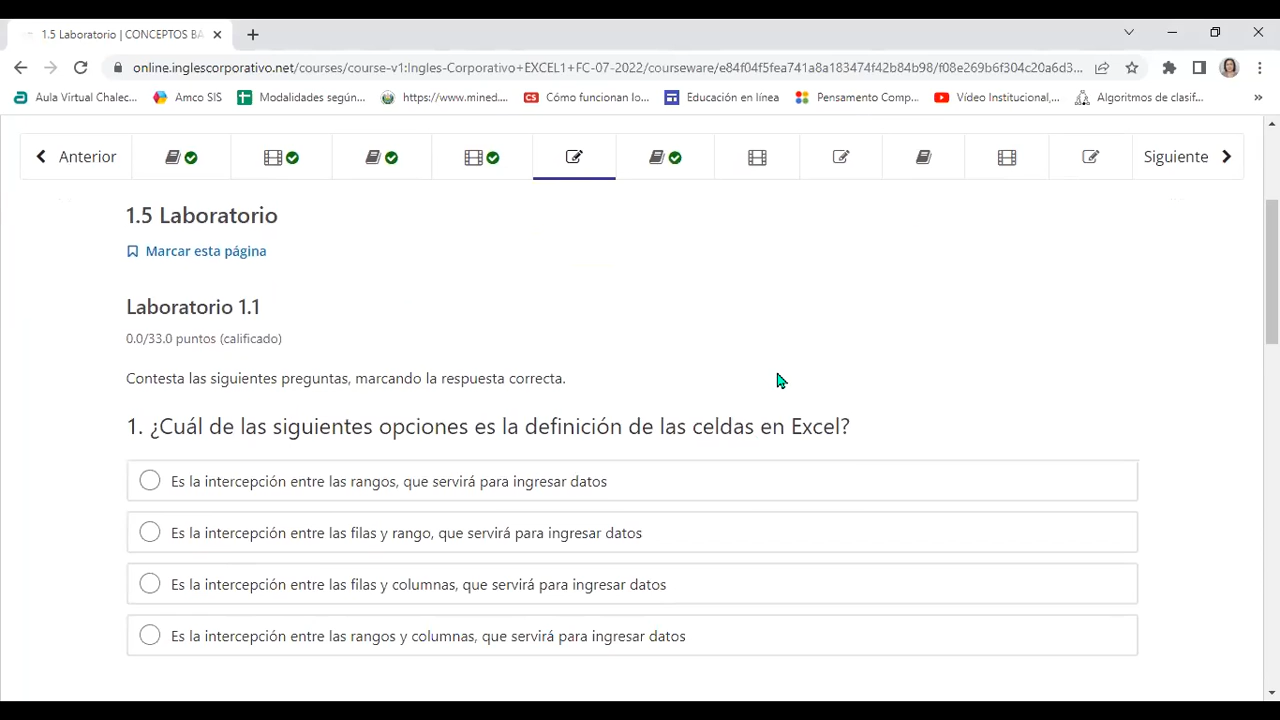 1.5 Laboratorio | CONCEPTOS BA
online.inglescorporativo.net/courses/course-v1:Ingles-Corporativo+EXCEL1+FC-07-2022/courseware/e84f04f5fea741a8a183474f42b84b98/f08e269b6f304c20a6d3...
Aula Virtual Chalec... Amco SIS Modalidades según... https://www.mined.... CS Cómo funcionan lo... Educación en línea Pensamento Comp... Vídeo Institucional,... Algoritmos de clasif... »
Anterior Siguiente
1.5 Laboratorio
Marcar esta página
Laboratorio 1.1
0.0/33.0 puntos (calificado)
Contesta las siguientes preguntas, marcando la respuesta correcta.
1. ¿Cuál de las siguientes opciones es la definición de las celdas en Excel?
Es la intercepción entre las rangos, que servirá para ingresar datos
Es la intercepción entre las filas y rango, que servirá para ingresar datos
Es la intercepción entre las filas y columnas, que servirá para ingresar datos
Es la intercepción entre las rangos y columnas, que servirá para ingresar datos